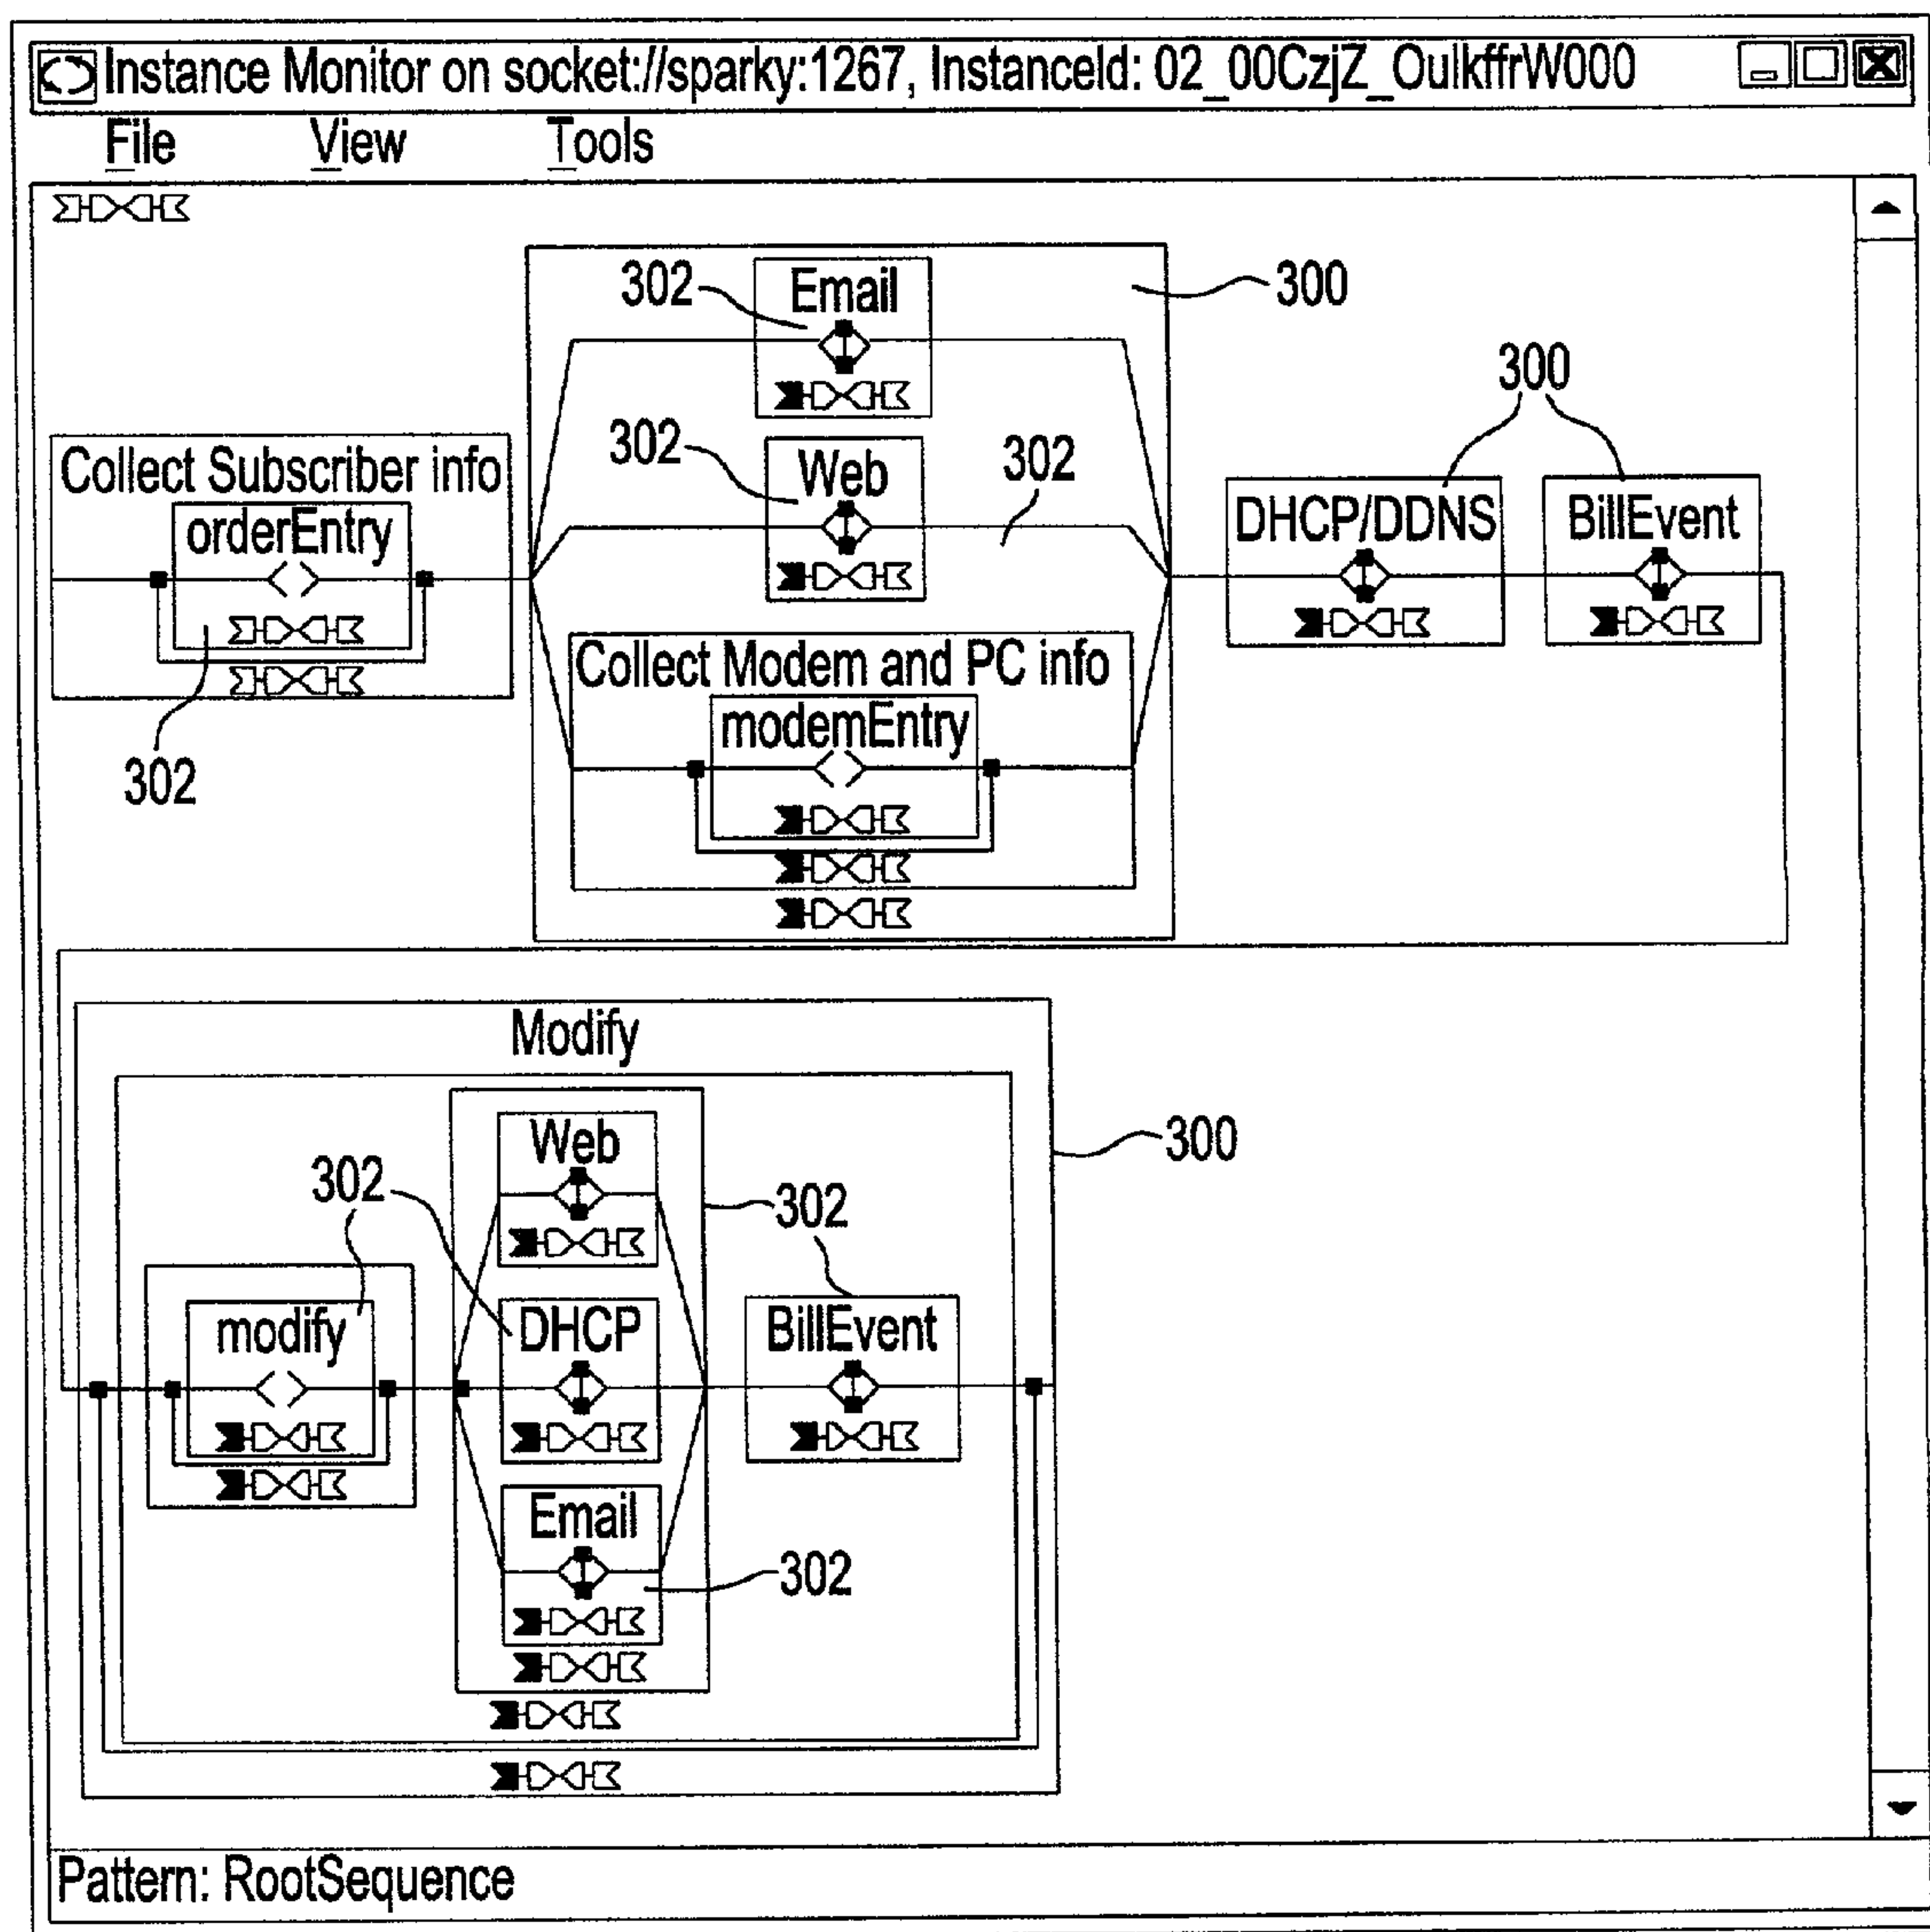 Instance Monitor on socket://sparky:1267, InstanceId: 02_00CzjZ_OulkffrW000
File View Tools
302
Email
300
300
302
Web
302
Collect Subscriber info
orderEntry
302
DHCP/DDNS
BillEvent
Collect Modem and PC info
modemEntry
Modify
Web
300
302
302
modify
DHCP
302
BillEvent
Email
302
Pattern: RootSequence